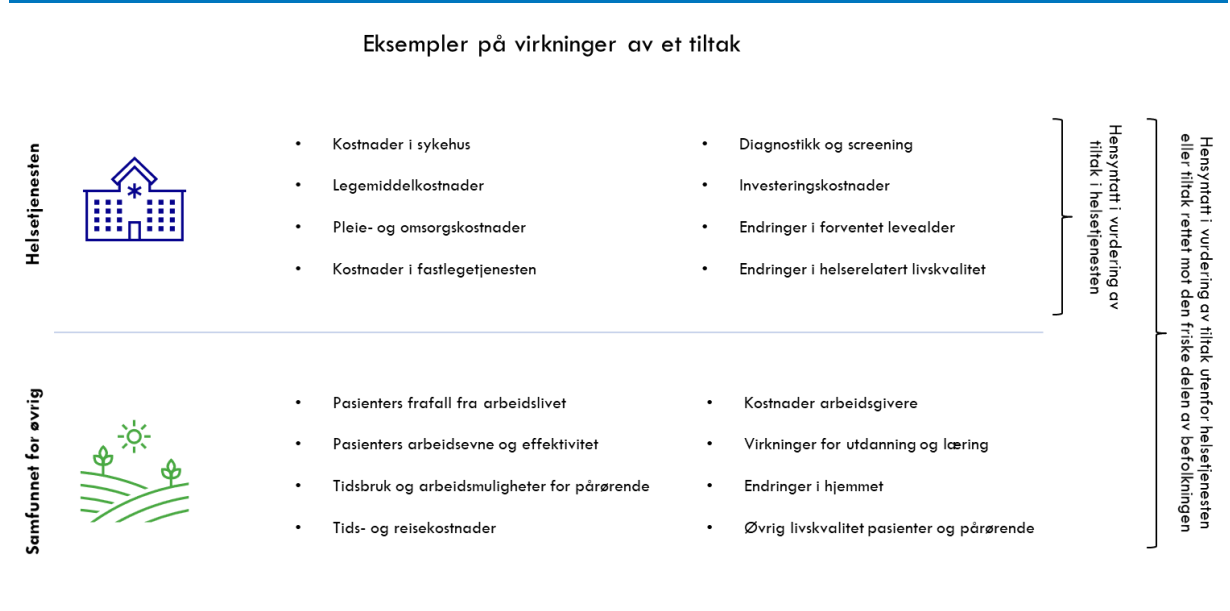 Eksempler på virkninger av et tiltak
Helsetjenesten
• Kostnader i sykehus
• Legemiddelkostnader
• Pleie- og omsorgskostnader
• Kostnader i fastlegetjenesten
• Diagnostikk og screening
• Investeringskostnader
• Endringer i forventet levealder
• Endringer i helserelatert livskvalitet
Hensyntatt i vurdering av
tiltak i helsetjenesten
Samfunnet for øvrig
• Pasienters frafall fra arbeidslivet
• Pasienters arbeidsevne og effektivitet
• Tidsbruk og arbeidsmuligheter for pårørende
• Tids- og reisekostnader
• Kostnader arbeidsgivere
• Virkninger for utdanning og læring
• Endringer i hjemmet
• Øvrig livskvalitet pasienter og pårørende
Hensyntatt i vurdering av tiltak utenfor helsetjenesten
eller tiltak rettet mot den friske delen av befolkningen